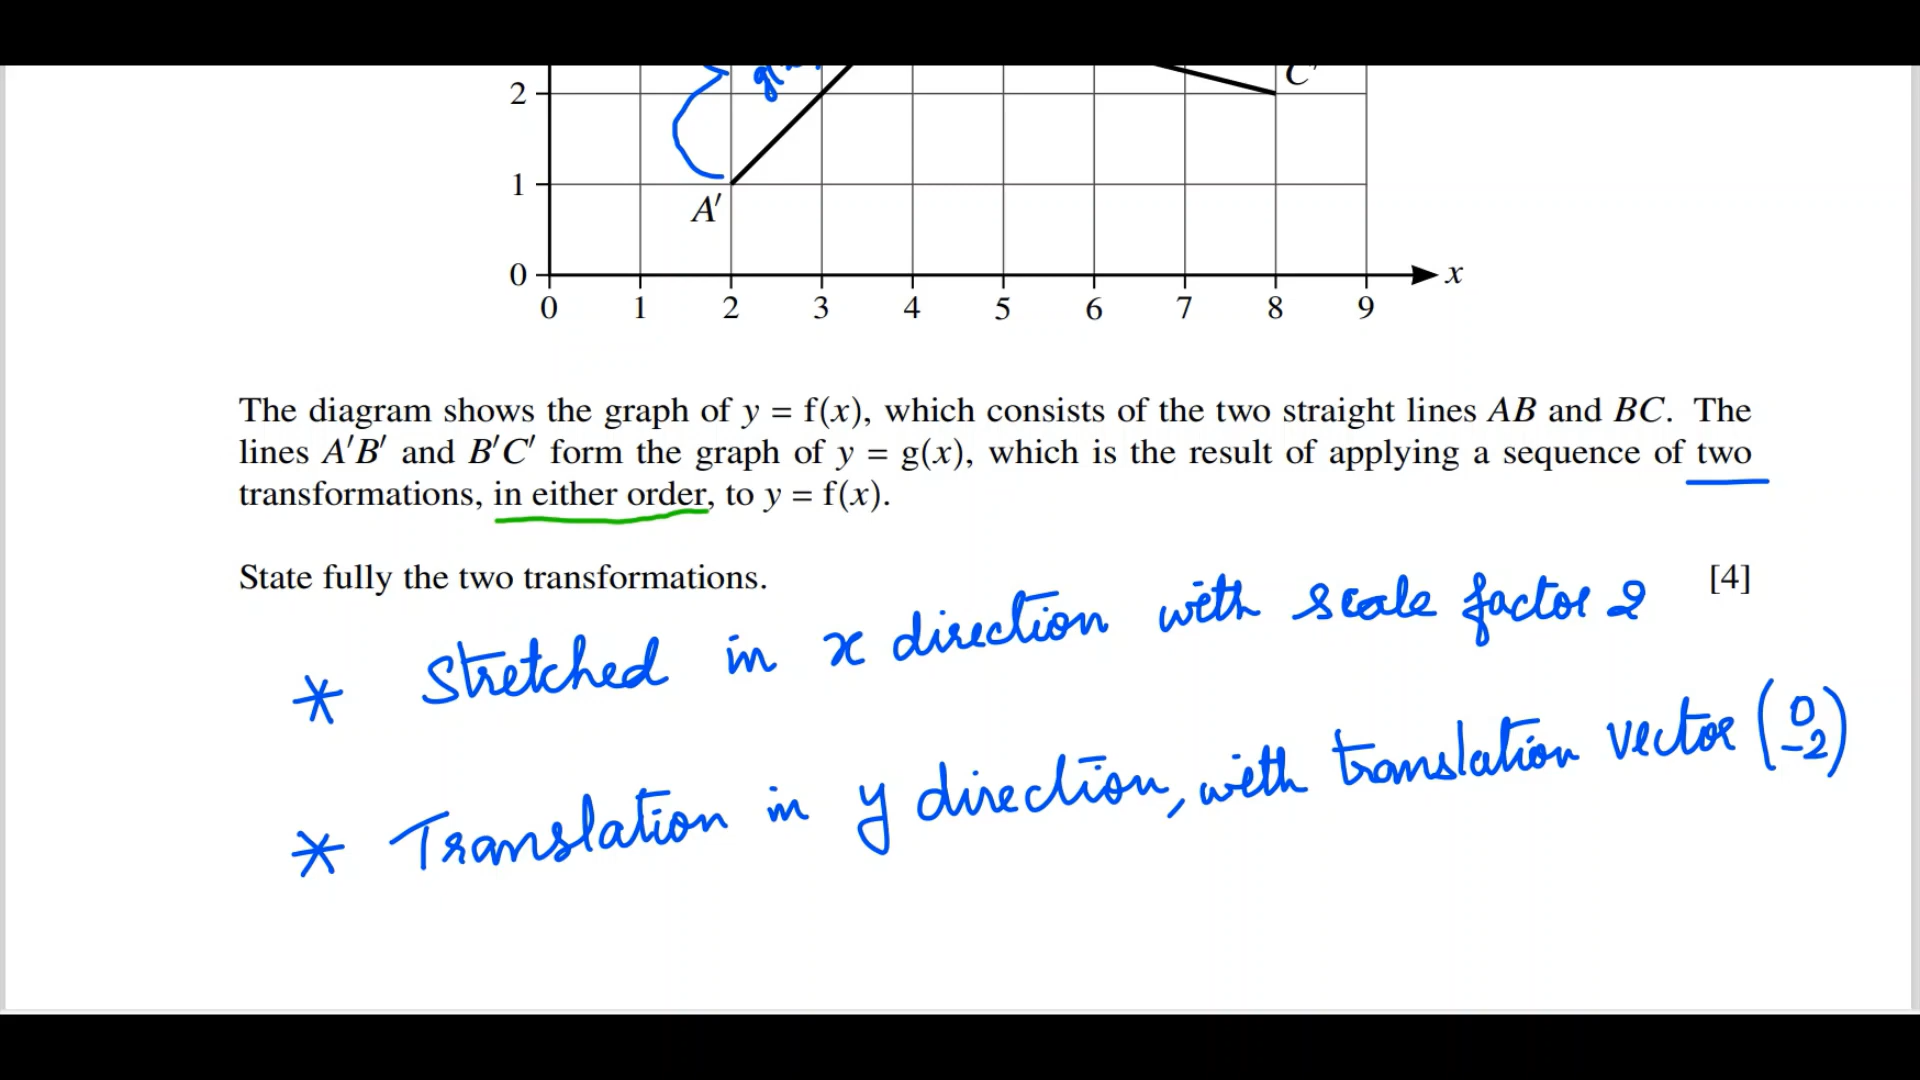 C'
2
1
A'
0
x
0 1 2 3 4 5 6 7 8 9
The diagram shows the graph of y = f(x), which consists of the two straight lines AB and BC. The
lines A'B' and B'C' form the graph of y = g(x), which is the result of applying a sequence of two
transformations, in either order, to y = f(x).
State fully the two transformations. [4]
* Stretched in x direction with scale factor 2
* Translation in y direction, with translation vector (0 -2)